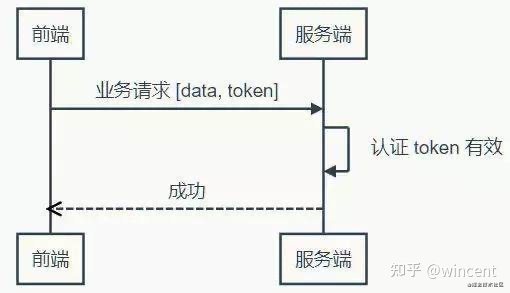 前端
服务端
业务请求 [data, token]
认证 token 有效
成功
前端
服务端
知乎 @wincent